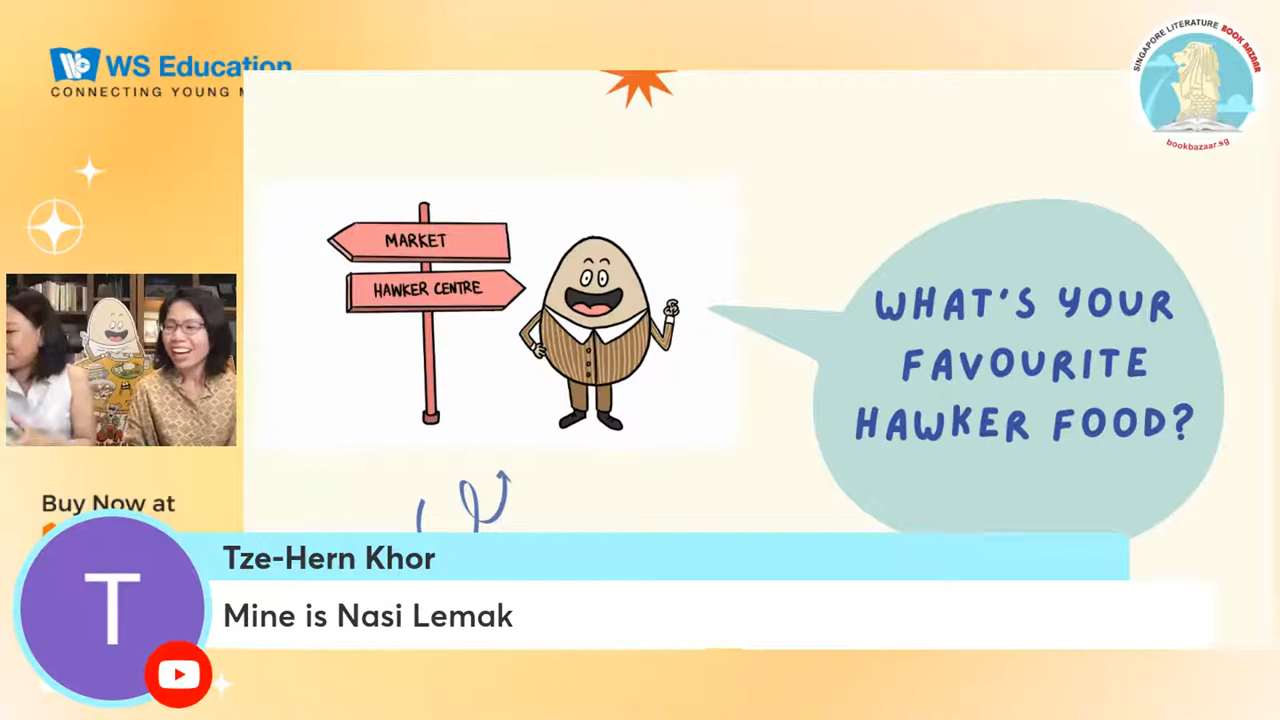 WS Education
CONNECTING YOUNG
SINGAPORE LITERATURE BOOK BAZAAR
bookbazaar.sg
MARKET
HAWKER CENTRE
WHAT'S YOUR
FAVOURITE
HAWKER FOOD?
Buy Now at
T
Tze-Hern Khor
Mine is Nasi Lemak